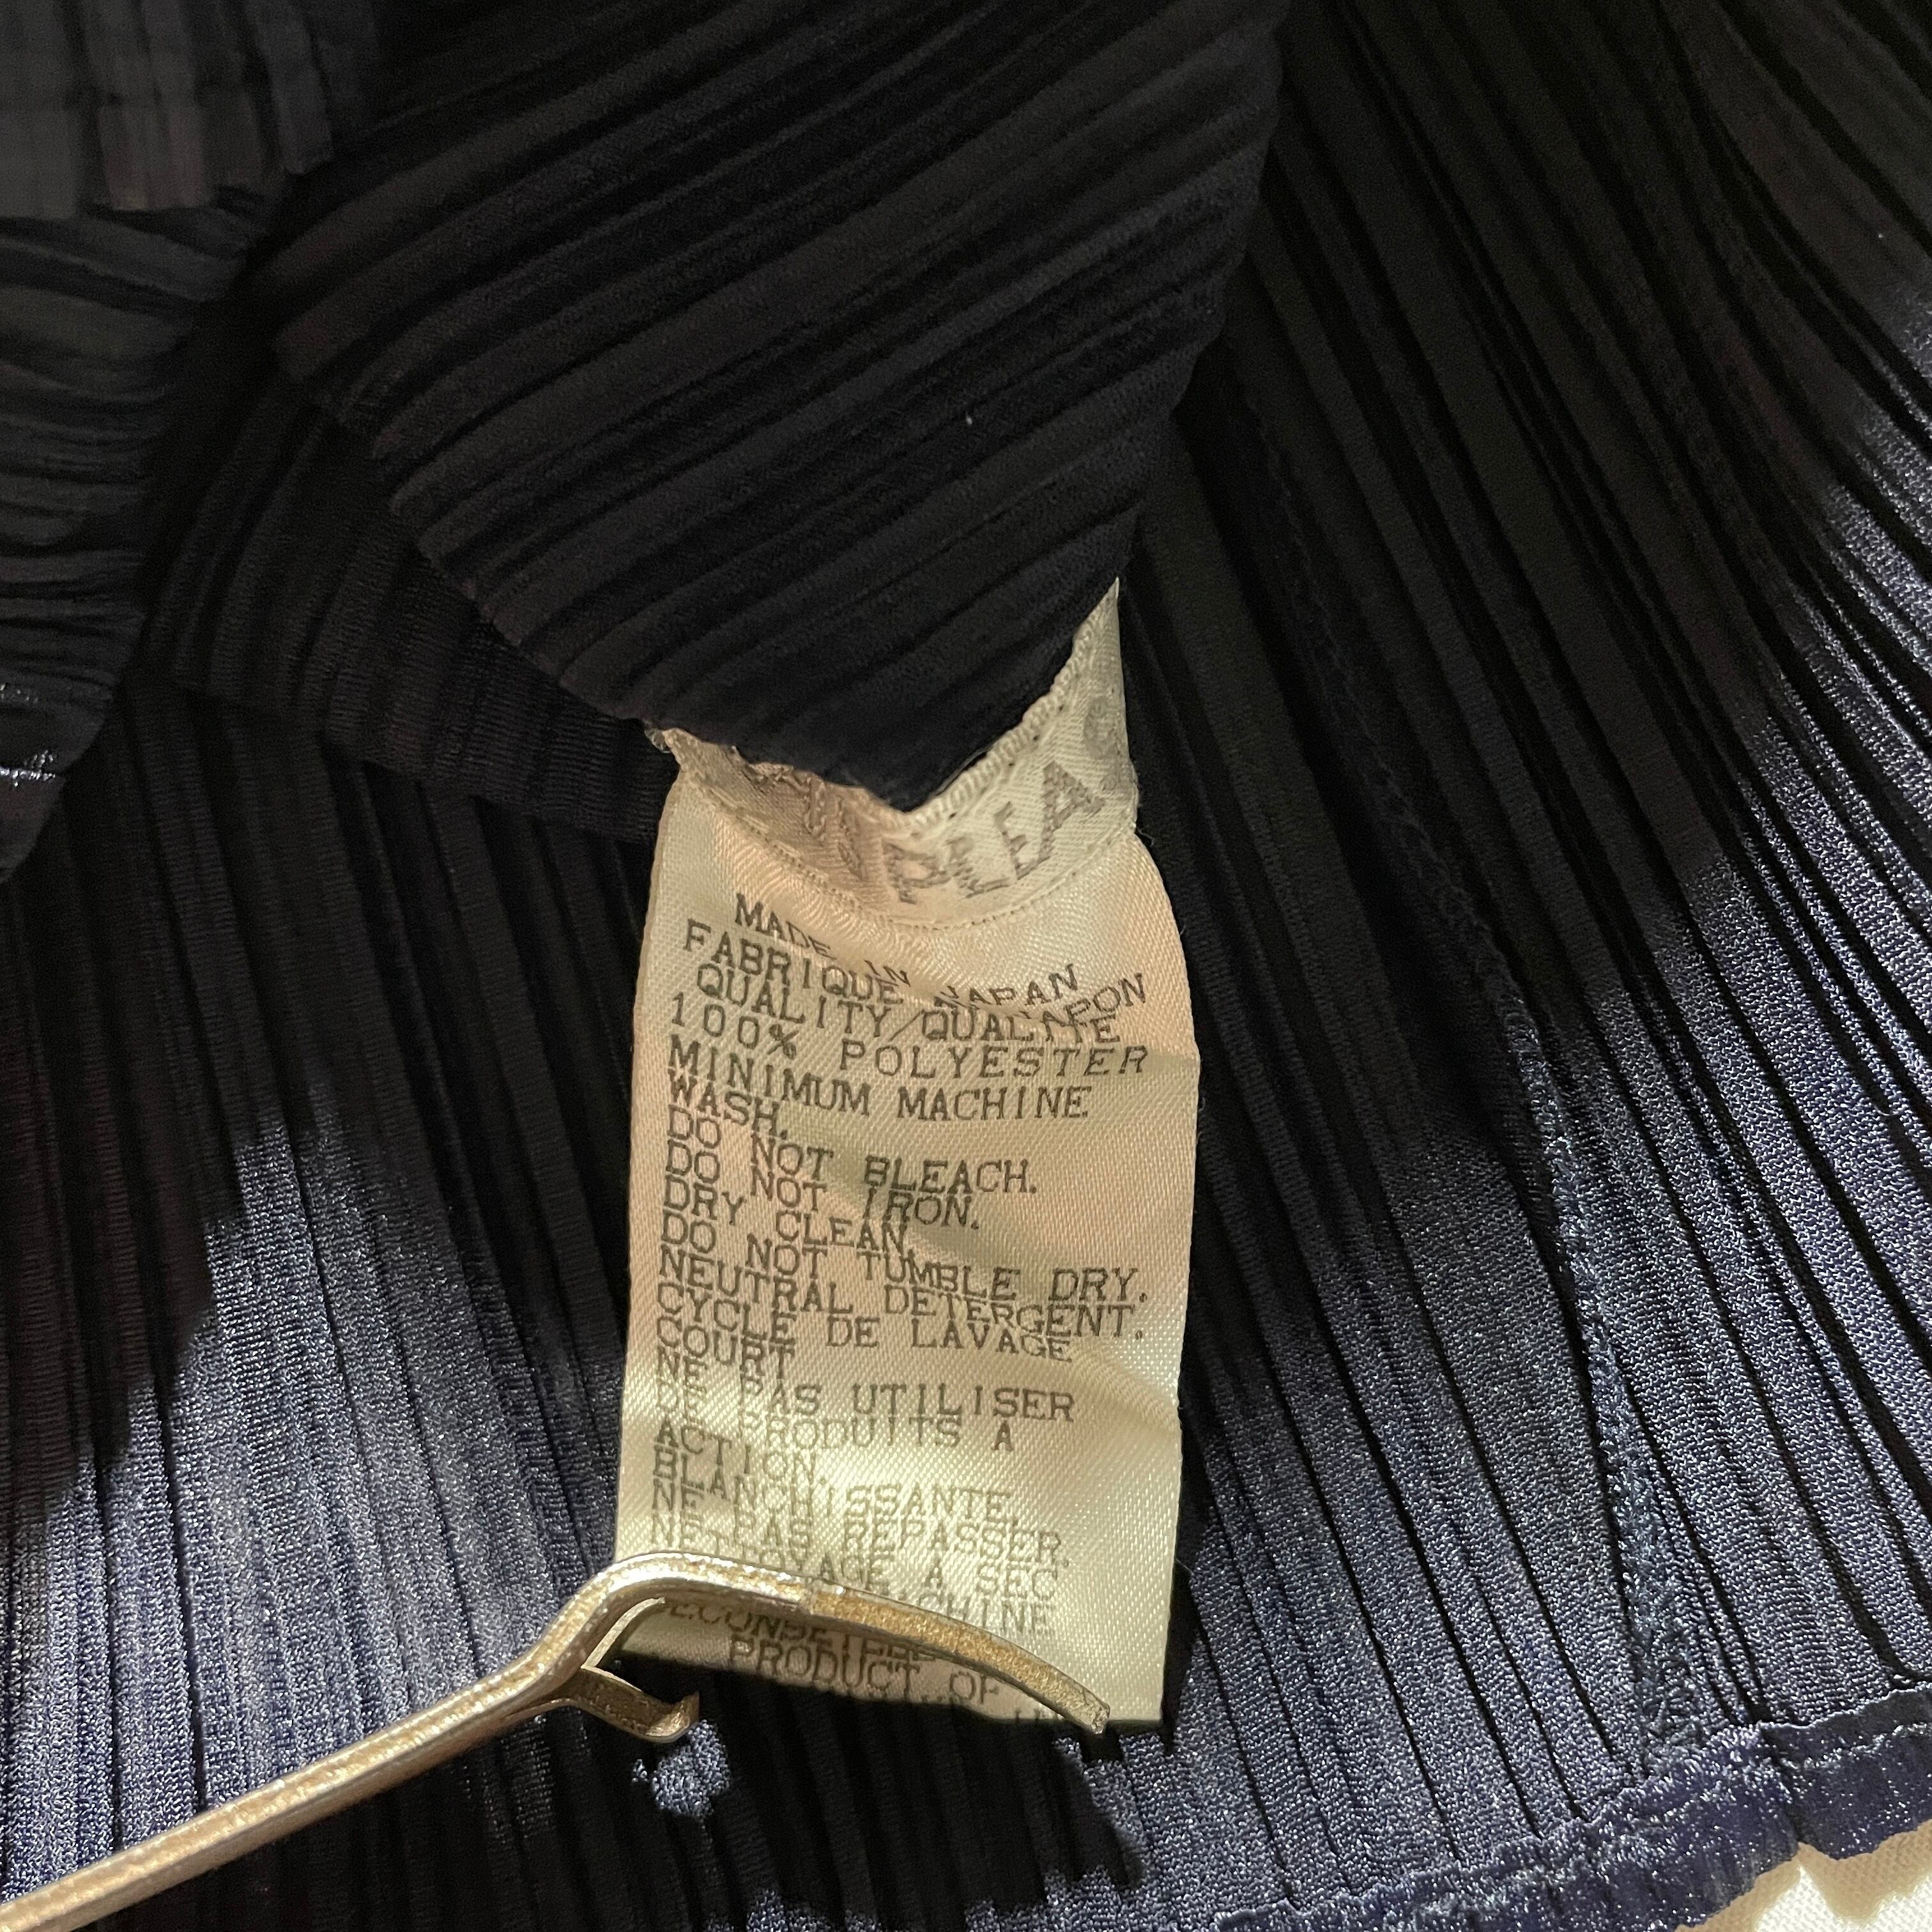 PLEA
MADE IN JAPAN
FABRIQUE JAPON
QUALITY/QUALITE
100% POLYESTER
MINIMUM MACHINE
WASH.
DO NOT BLEACH.
DO NOT IRON.
DRY CLEAN.
DO NOT TUMBLE DRY.
NEUTRAL DETERGENT.
CYCLE DE LAVAGE
COURT
NE PAS UTILISER
DE PRODUITS A
ACTION.
BLANCHISSANTE.
NE PAS REPASSER.
NETTOYAGE A SEC
PRODUCT OF